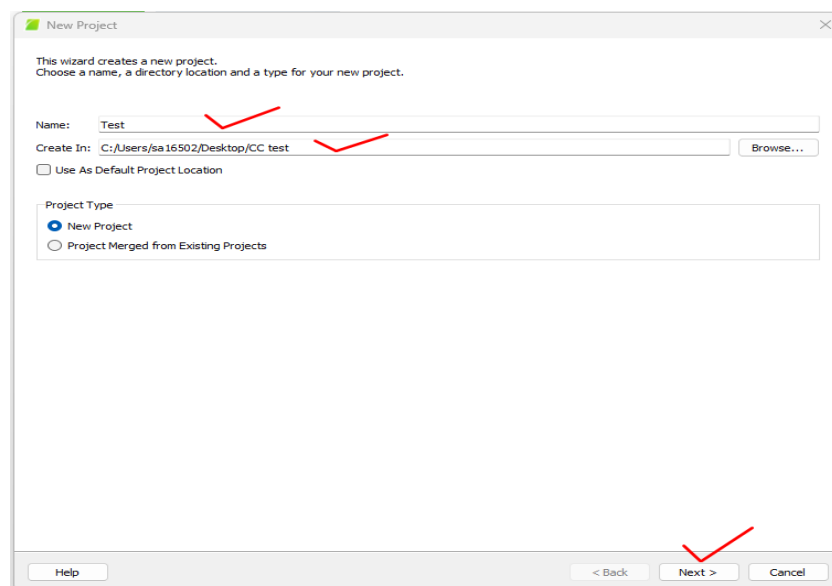 New Project
This wizard creates a new project.
Choose a name, a directory location and a type for your new project.
Name: Test
Create In: C:/Users/sa16502/Desktop/CC test Browse...
Use As Default Project Location
Project Type
New Project
Project Merged from Existing Projects
Help < Back Next > Cancel